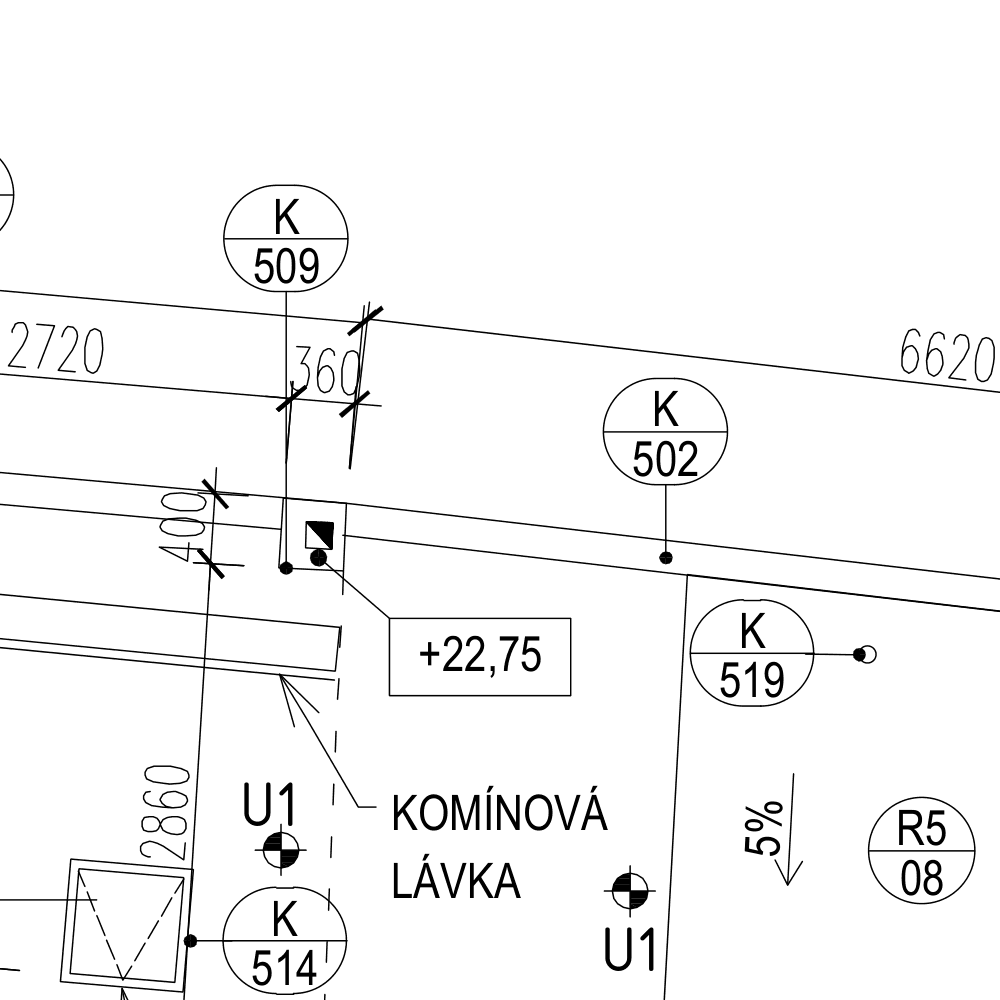 K
509
2720
360
6620
K
502
400
+22,75
K
519
2860
U1
KOMÍNOVÁ
LÁVKA
5%
R5
08
K
514
U1